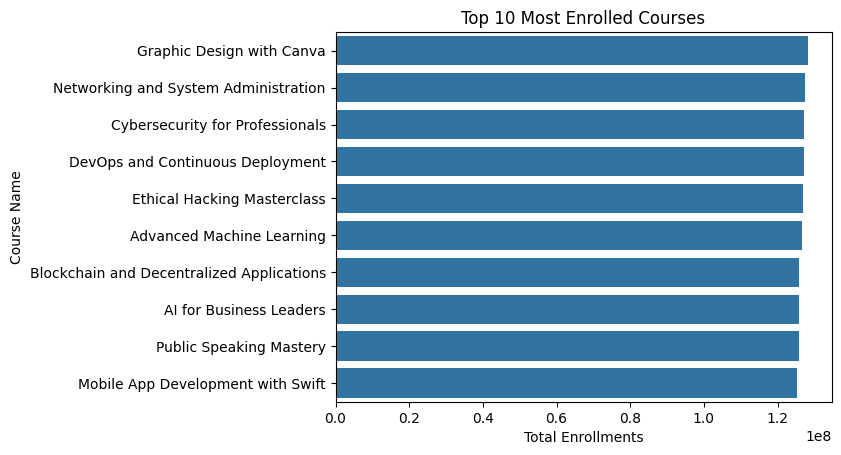 Top 10 Most Enrolled Courses
Course Name
Graphic Design with Canva
Networking and System Administration
Cybersecurity for Professionals
DevOps and Continuous Deployment
Ethical Hacking Masterclass
Advanced Machine Learning
Blockchain and Decentralized Applications
AI for Business Leaders
Public Speaking Mastery
Mobile App Development with Swift
0.0 0.2 0.4 0.6 0.8 1.0 1.2
Total Enrollments
1e8